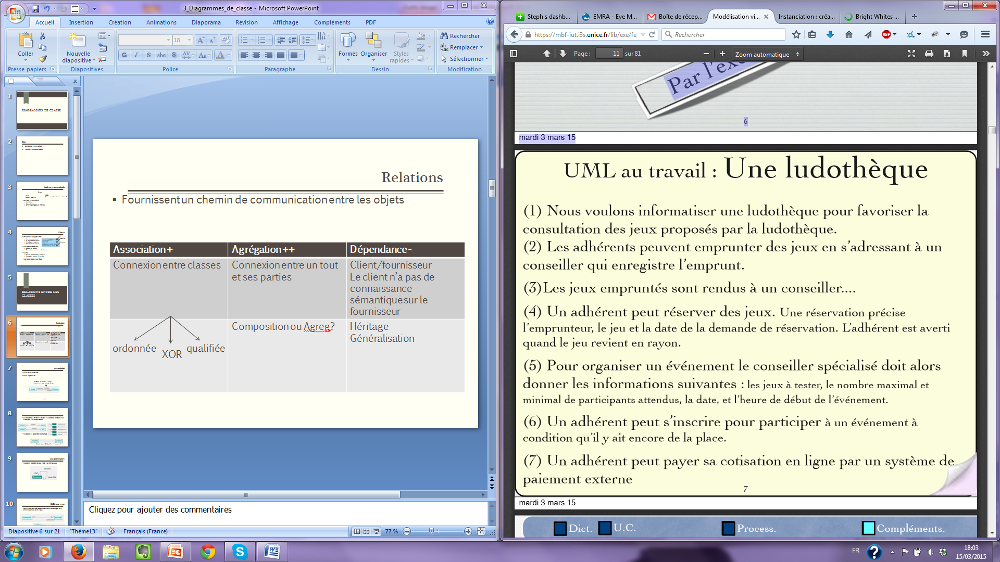 3_Diagrammes_de_classe - Microsoft PowerPoint
Accueil
Insertion
Création
Animations
Diaporama
Révision
Affichage
Compléments
PDF
Coller
Nouvelle
diapositive
18
G I S abc AV Aa A
Formes
Organiser
Styles
rapides
Rechercher
Remplacer
Sélectionner
Presse-papiers
Diapositives
Police
Paragraphe
Dessin
Modification
1
DIAGRAMMES DE CLASSE
2
3
4
5
RELATIONS ENTRE LES
CLASSES
6
7
8
9
10
Relations
Fournissent un chemin de communication entre les objets
Association+
Agrégation++
Dépendance-
Connexion entre classes
Connexion entre un tout
et ses parties
Client/fournisseur
Le client n’a pas de
connaissance
sémantique sur le
fournisseur
ordonnée
XOR
qualifiée
Composition ou Agreg?
Héritage
Généralisation
Cliquez pour ajouter des commentaires
Diapositive 6 sur 21
"Thème13"
Français (France)
77 %
Steph's dashb...
EMRA - Eye M...
Boîte de récep...
Modélisation vi...
Instanciation : créa...
Bright Whites ...
https://mbf-iut.i3s.unice.fr/lib/exe/fe
Rechercher
ABP
Page :
11
sur 81
Zoom automatique
Par l'exe
6
mardi 3 mars 15
UML au travail : Une ludothèque
(1) Nous voulons informatiser une ludothèque pour favoriser la
consultation des jeux proposés par la ludothèque.
(2) Les adhérents peuvent emprunter des jeux en s’adressant à un
conseiller qui enregistre l’emprunt.
(3)Les jeux empruntés sont rendus à un conseiller....
(4) Un adhérent peut réserver des jeux. Une réservation précise
l’emprunteur, le jeu et la date de la demande de réservation. L’adhérent est averti
quand le jeu revient en rayon.
(5) Pour organiser un événement le conseiller spécialisé doit alors
donner les informations suivantes : les jeux à tester, le nombre maximal et
minimal de participants attendus, la date, et l’heure de début de l’événement.
(6) Un adhérent peut s’inscrire pour participer à un événement à
condition qu’il y ait encore de la place.
(7) Un adhérent peut payer sa cotisation en ligne par un système de
paiement externe
7
mardi 3 mars 15
Dict.
U.C.
Process.
Compléments.
FR
18:03
15/03/2015